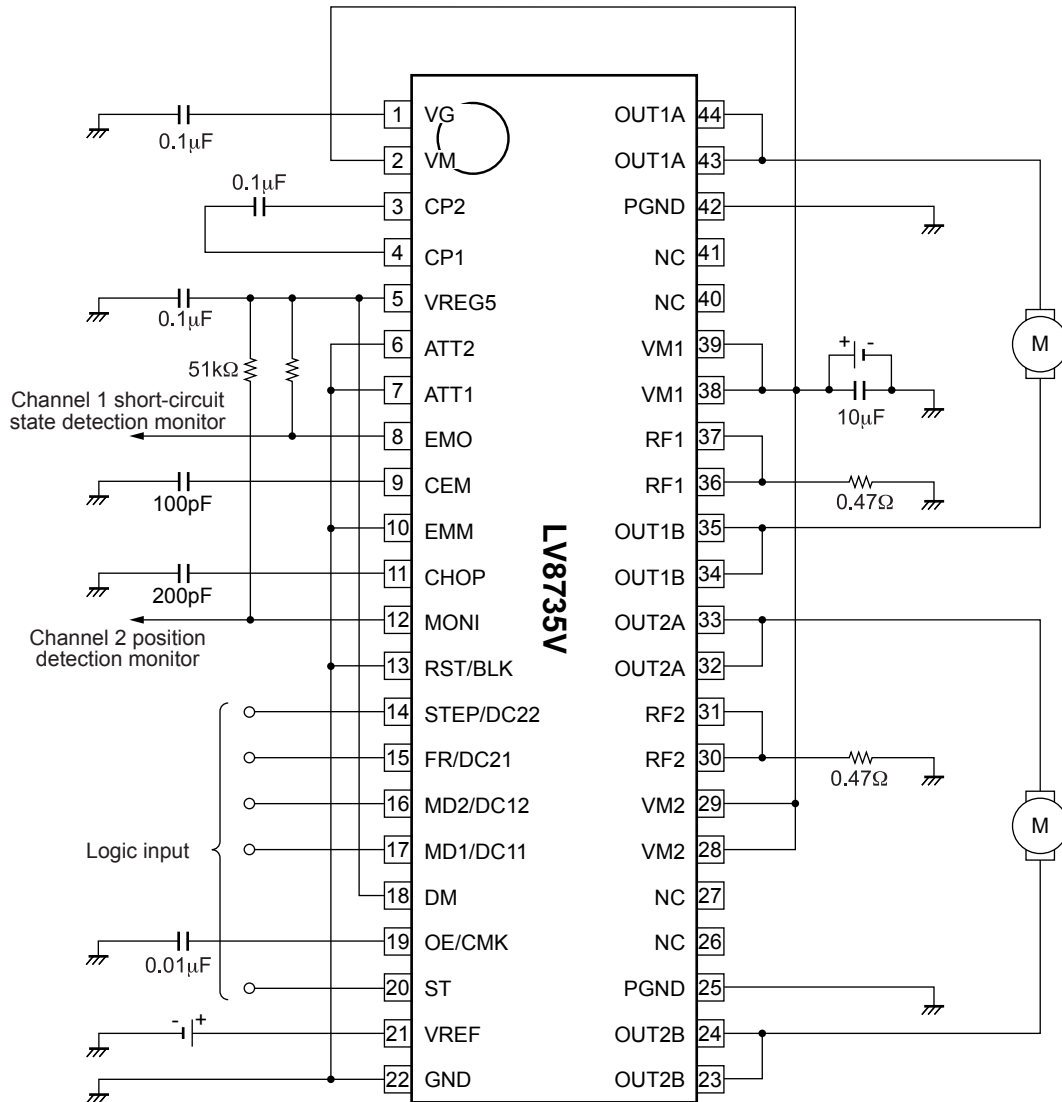 1 VG OUT1A 44
0.1µF
2 VM OUT1A 43
0.1µF
3 CP2 PGND 42
4 CP1 NC 41
5 VREG5 NC 40
0.1µF
6 ATT2 VM1 39
+ -
M
51kΩ
7 ATT1 VM1 38
10µF
Channel 1 short-circuit
state detection monitor
8 EMO RF1 37
9 CEM RF1 36
100pF
0.47Ω
10 EMM OUT1B 35
LV8735V
11 CHOP OUT1B 34
200pF
12 MONI OUT2A 33
Channel 2 position
detection monitor
13 RST/BLK OUT2A 32
14 STEP/DC22 RF2 31
15 FR/DC21 RF2 30
0.47Ω
16 MD2/DC12 VM2 29
M
Logic input
17 MD1/DC11 VM2 28
18 DM NC 27
19 OE/CMK NC 26
0.01µF
20 ST PGND 25
- +
21 VREF OUT2B 24
22 GND OUT2B 23